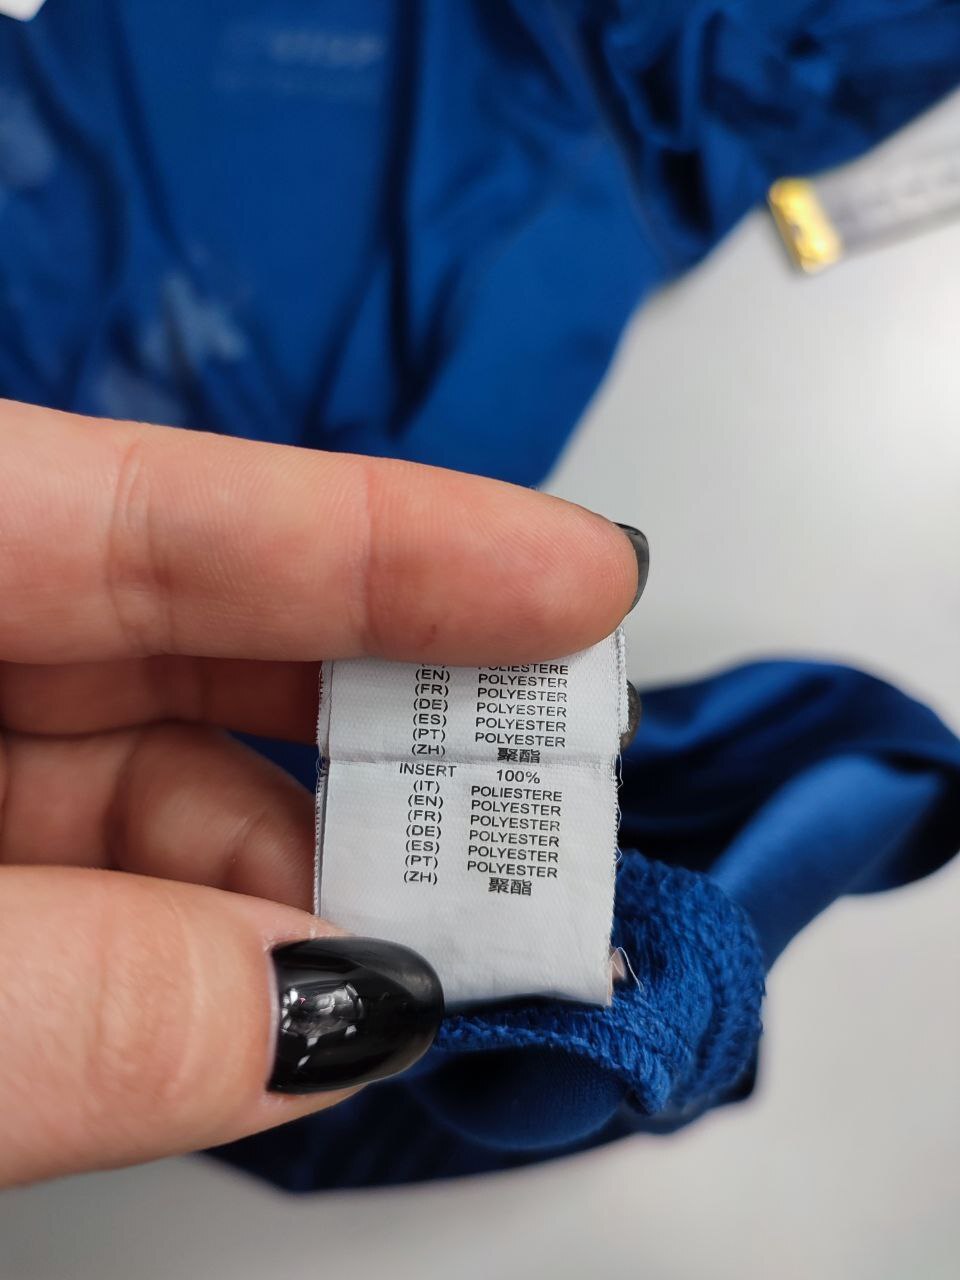 POLIESTERE
(EN) POLYESTER
(FR) POLYESTER
(DE) POLYESTER
(ES) POLYESTER
(PT) POLYESTER
(ZH) 聚酯
INSERT 100%
(IT) POLIESTERE
(EN) POLYESTER
(FR) POLYESTER
(DE) POLYESTER
(ES) POLYESTER
(PT) POLYESTER
(ZH) 聚酯